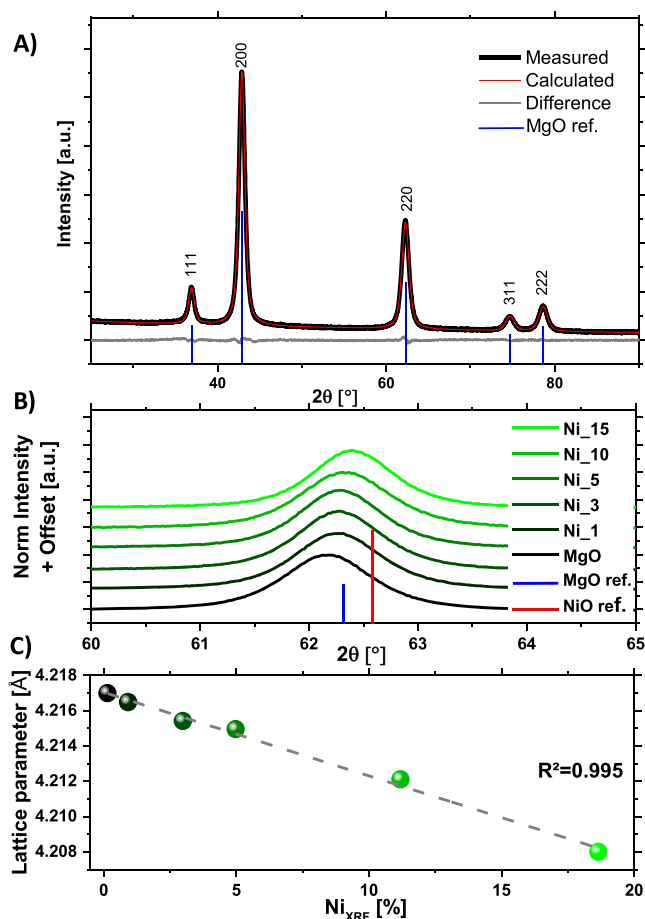 A)
Intensity [a.u.]
111
200
220
311
222
Measured
Calculated
Difference
MgO ref.
40
60
80
2θ [°]
B)
Norm Intensity
+ Offset [a.u.]
Ni_15
Ni_10
Ni_5
Ni_3
Ni_1
MgO
MgO ref.
NiO ref.
60
61
62
63
64
65
2θ [°]
C)
Lattice parameter [Å]
4.218
4.216
4.214
4.212
4.210
4.208
R²=0.995
0
5
10
15
20
Ni_XRF [%]